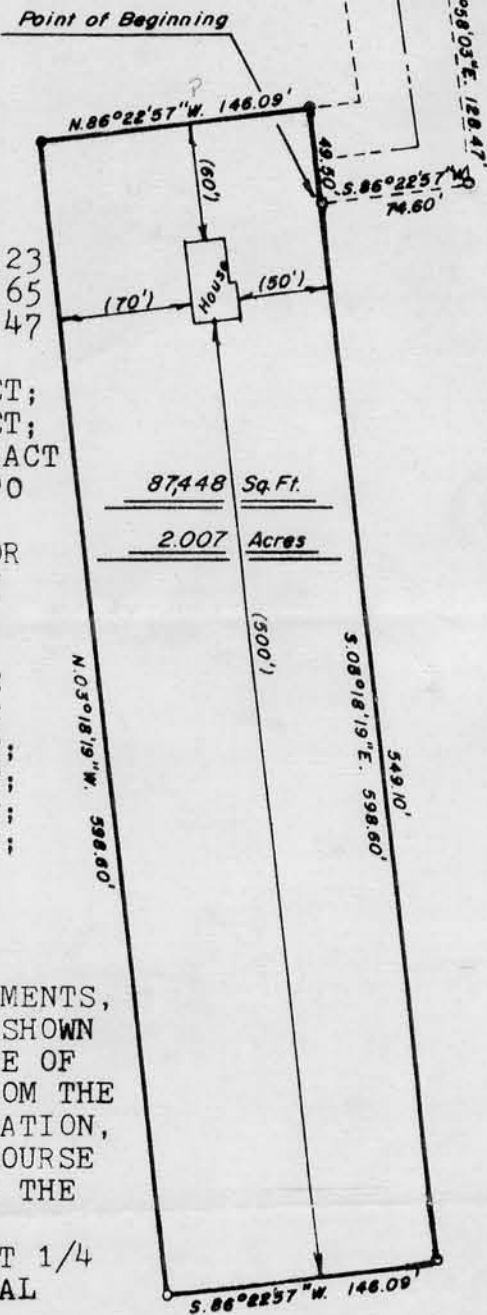 Point of Beginning
°58'03"E. 128.47'
?
N.86°22'57"W. 146.09'
49.50'
S.86°22'57"W.
74.60'
(60')
23
65
47
(70')
House
(50')
CT;
CT;
ACT
O
87,448 Sq.Ft.
OR
2.007 Acres
(500')
N.03°18'19"W. 598.60'
S.08°18'19"E. 598.60'
549.10'
;
;
;
;
MENTS,
SHOWN
E OF
OM THE
ATION,
OURSE
THE
T 1/4
AL
S.86°22'57"W. 146.09'